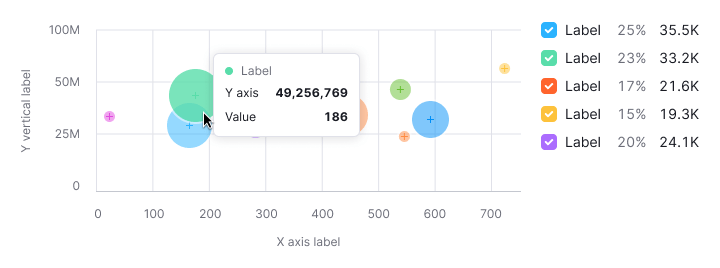 100M
50M
25M
0
Y vertical label
0 100 200 300 400 500 600 700
X axis label
Label
Y axis 49,256,769
Value 186
Label 25% 35.5K
Label 23% 33.2K
Label 17% 21.6K
Label 15% 19.3K
Label 20% 24.1K